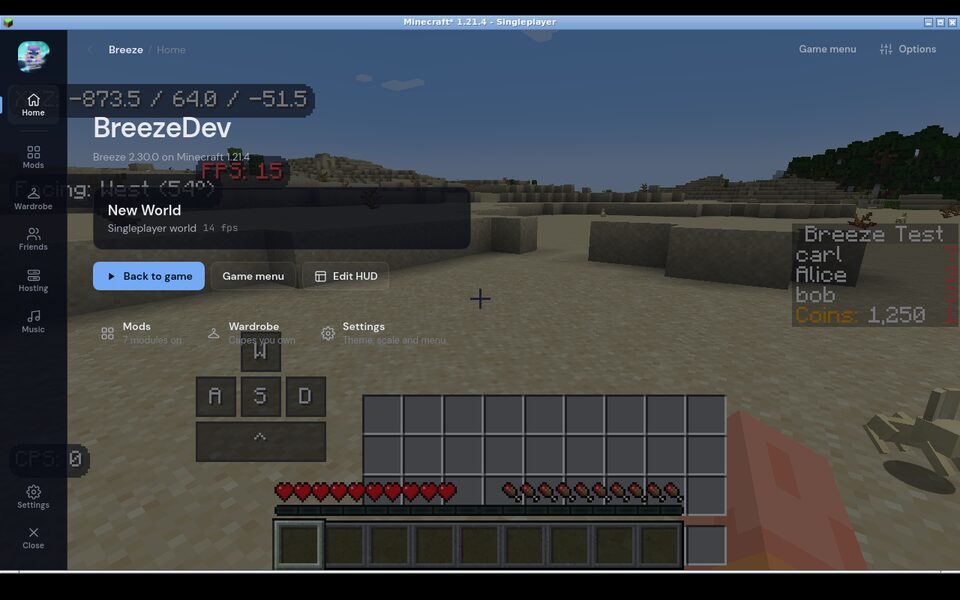 Minecraft* 1.21.4 - Singleplayer
Breeze / Home
Game menu
Options
-873.5 / 64.0 / -51.5
Home
BreezeDev
Breeze 2.30.0 on Minecraft 1.21.4
FPS: 15
Mods
Facing: West (54°)
Wardrobe
New World
Singleplayer world 14 fps
Friends
Breeze Test
carl
Alice
bob
Coins: 1,250
Back to game
Game menu
Edit HUD
Hosting
Music
Mods
7 modules on
Wardrobe
Capes you own
Settings
Theme, scale and menu
W
A S D
^
CPS: 0
Settings
Close